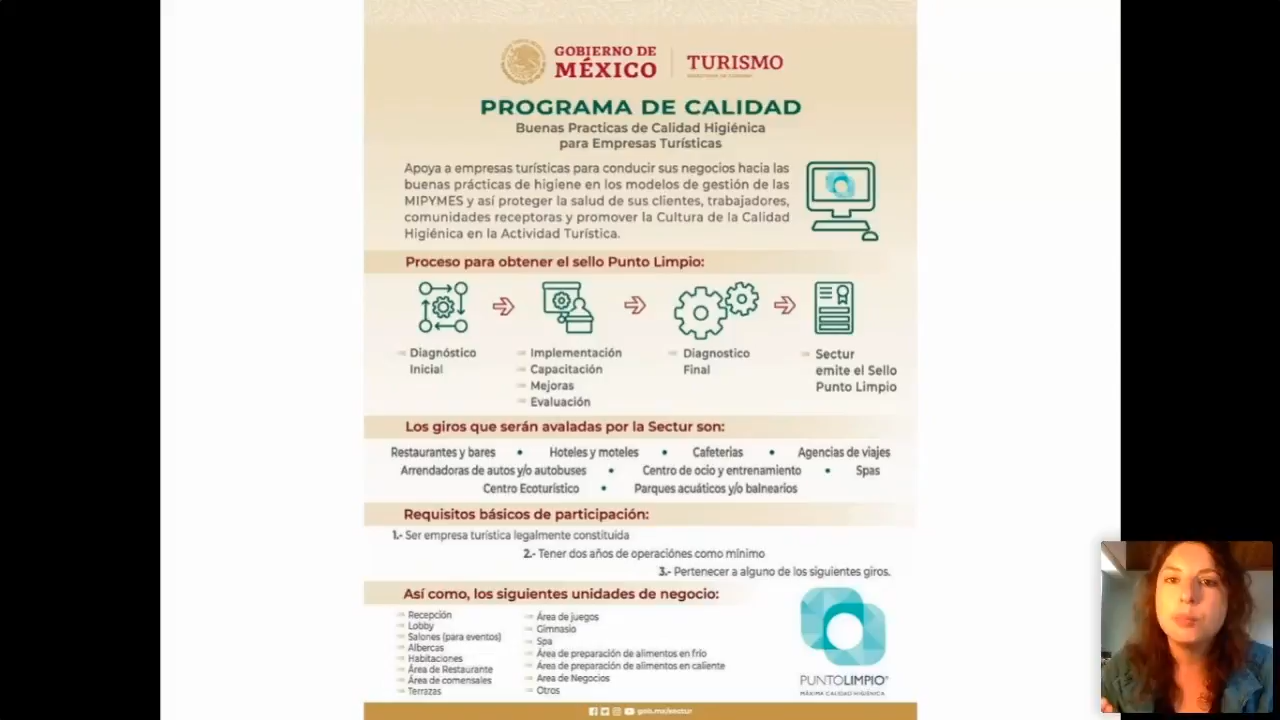 GOBIERNO DE
MÉXICO
TURISMO
PROGRAMA DE CALIDAD
Buenas Practicas de Calidad Higiénica
para Empresas Turísticas
Apoya a empresas turísticas para conducir sus negocios hacia las
buenas prácticas de higiene en los modelos de gestión de las
MIPYMES y así proteger la salud de sus clientes, trabajadores,
comunidades receptoras y promover la Cultura de la Calidad
Higiénica en la Actividad Turística.
Proceso para obtener el sello Punto Limpio:
Diagnóstico
Inicial
Implementación
Capacitación
Mejoras
Evaluación
Diagnostico
Final
Sectur
emite el Sello
Punto Limpio
Los giros que serán avaladas por la Sectur son:
Restaurantes y bares • Hoteles y moteles • Cafeterias • Agencias de viajes
Arrendadoras de autos y/o autobuses • Centro de ocio y entrenamiento • Spas
Centro Ecoturístico • Parques acuáticos y/o balnearios
Requisitos básicos de participación:
1.- Ser empresa turística legalmente constituida
2.- Tener dos años de operaciónes como mínimo
3.- Pertenecer a alguno de los siguientes giros.
Así como, los siguientes unidades de negocio:
Recepción
Lobby
Salones (para eventos)
Albercas
Habitaciones
Área de Restaurante
Área de comensales
Terrazas
Área de juegos
Gimnasio
Spa
Área de preparación de alimentos en frío
Área de preparación de alimentos en caliente
Area de Negocios
Otros
PUNTOLIMPIO
MÁXIMA CALIDAD HIGIÉNICA
gob.mx/sectur